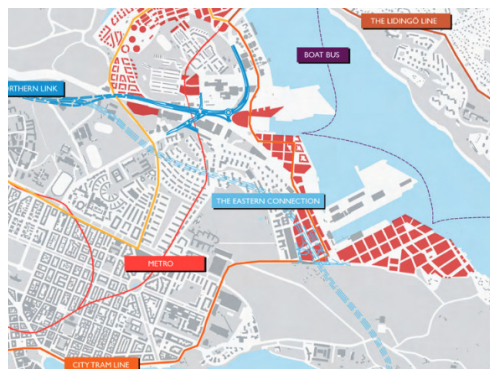 THE LIDINGÖ LINE
BOAT BUS
ORTHERN LINK
THE EASTERN CONNECTION
METRO
CITY TRAM LINE